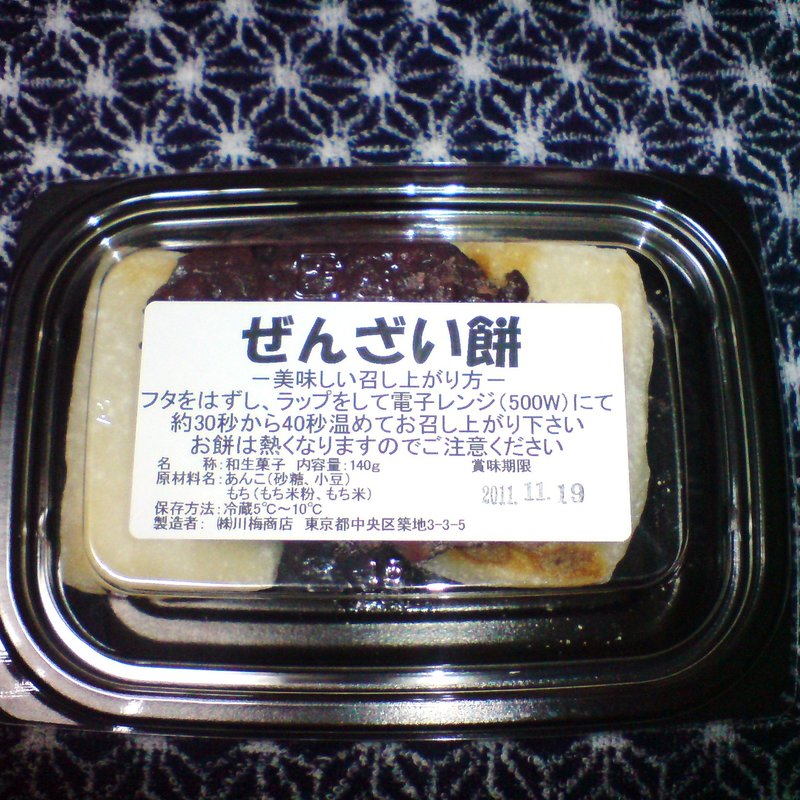 ぜんざい餅
ー美味しい召し上がり方ー
フタをはずし、ラップをして電子レンジ(500W)にて
約30秒から40秒温めてお召し上がり下さい
お餅は熱くなりますのでご注意ください
名　　称:和生菓子　内容量:140g　賞味期限
原材料名:あんこ(砂糖、小豆)
もち(もち米粉、もち米)
2011.11.19
保存方法:冷蔵5℃〜10℃
製造者: ㈱川梅商店　東京都中央区築地3-3-5